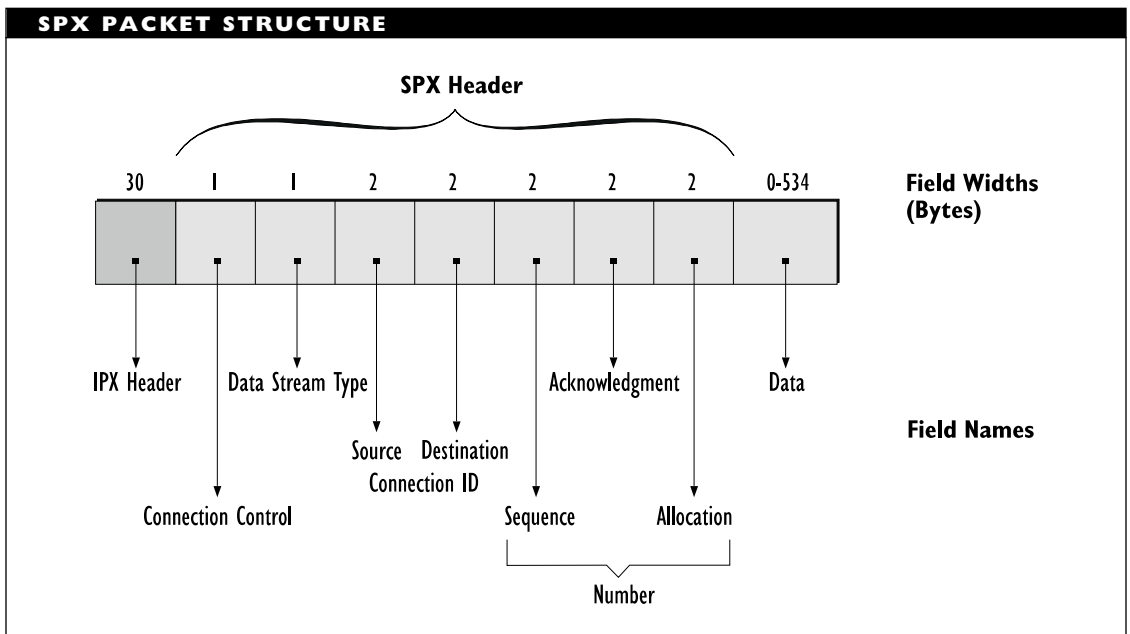 SPX PACKET STRUCTURE
SPX Header
30 1 1 2 2 2 2 2 0-534
Field Widths
(Bytes)
IPX Header Data Stream Type Acknowledgment Data
Field Names
Source Destination
Connection ID
Connection Control Sequence Allocation
Number